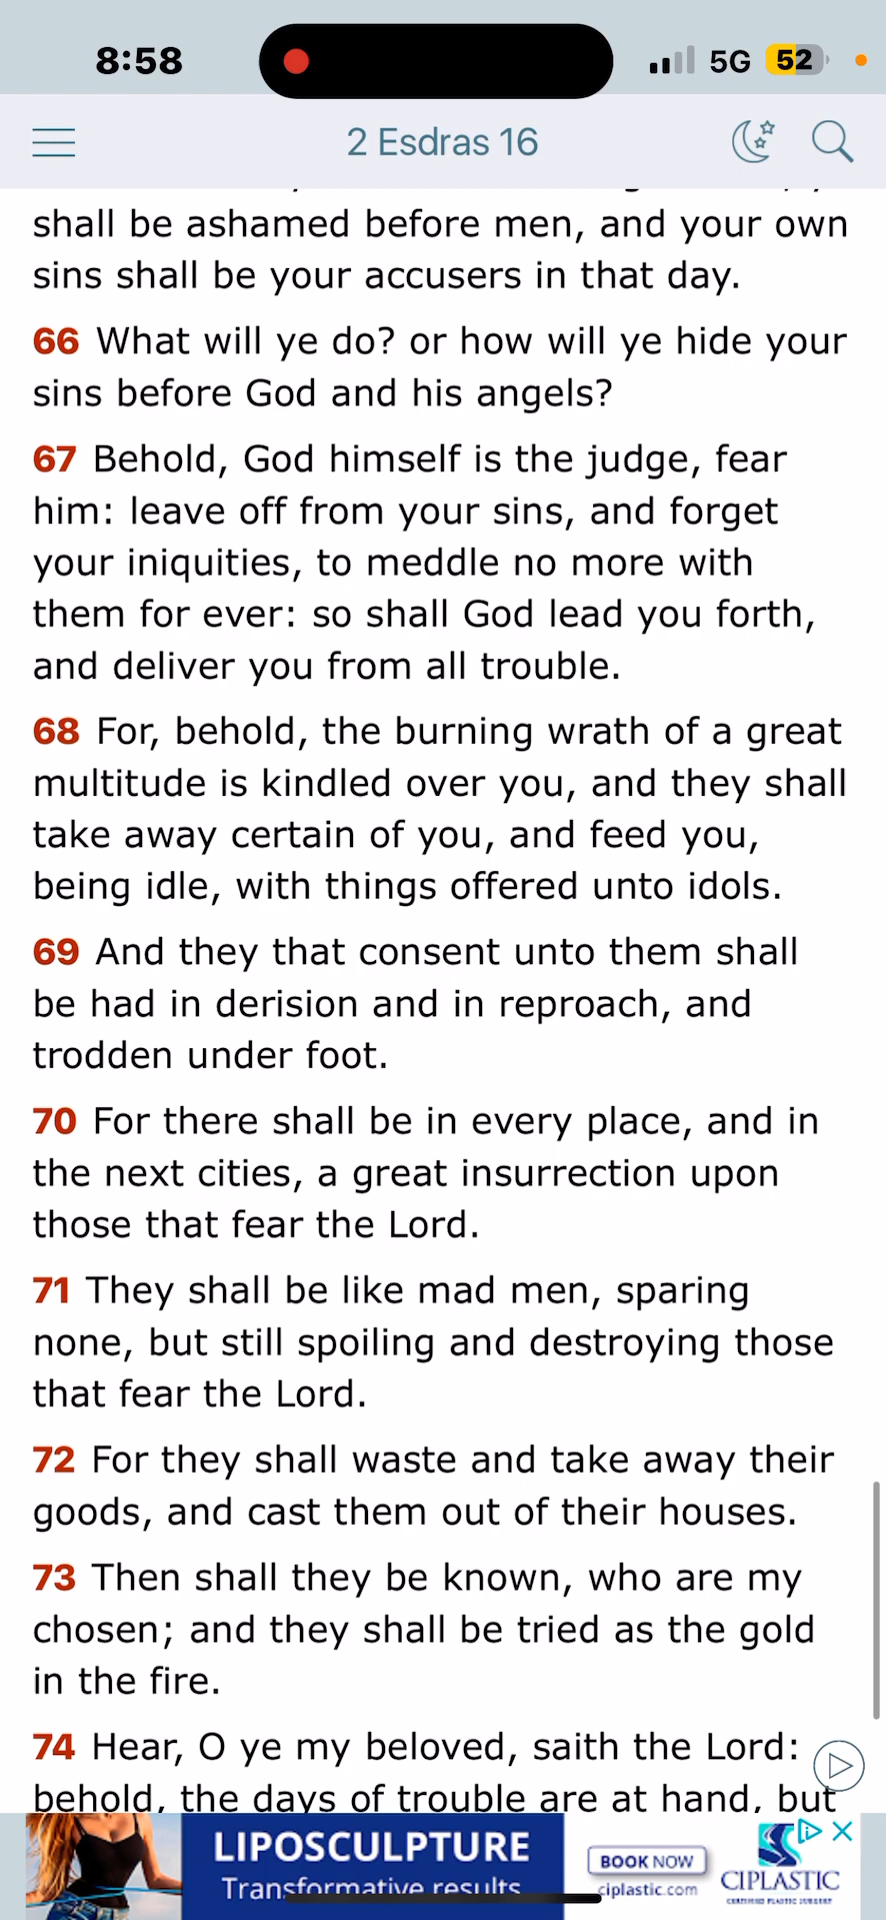 8:58
5G 52
2 Esdras 16
shall be ashamed before men, and your own
sins shall be your accusers in that day.
66 What will ye do? or how will ye hide your
sins before God and his angels?
67 Behold, God himself is the judge, fear
him: leave off from your sins, and forget
your iniquities, to meddle no more with
them for ever: so shall God lead you forth,
and deliver you from all trouble.
68 For, behold, the burning wrath of a great
multitude is kindled over you, and they shall
take away certain of you, and feed you,
being idle, with things offered unto idols.
69 And they that consent unto them shall
be had in derision and in reproach, and
trodden under foot.
70 For there shall be in every place, and in
the next cities, a great insurrection upon
those that fear the Lord.
71 They shall be like mad men, sparing
none, but still spoiling and destroying those
that fear the Lord.
72 For they shall waste and take away their
goods, and cast them out of their houses.
73 Then shall they be known, who are my
chosen; and they shall be tried as the gold
in the fire.
74 Hear, O ye my beloved, saith the Lord:
behold, the days of trouble are at hand, but
LIPOSCULPTURE
Transformative results
BOOK NOW
ciplastic.com
CIPLASTIC
CERTIFIED PLASTIC SURGERY